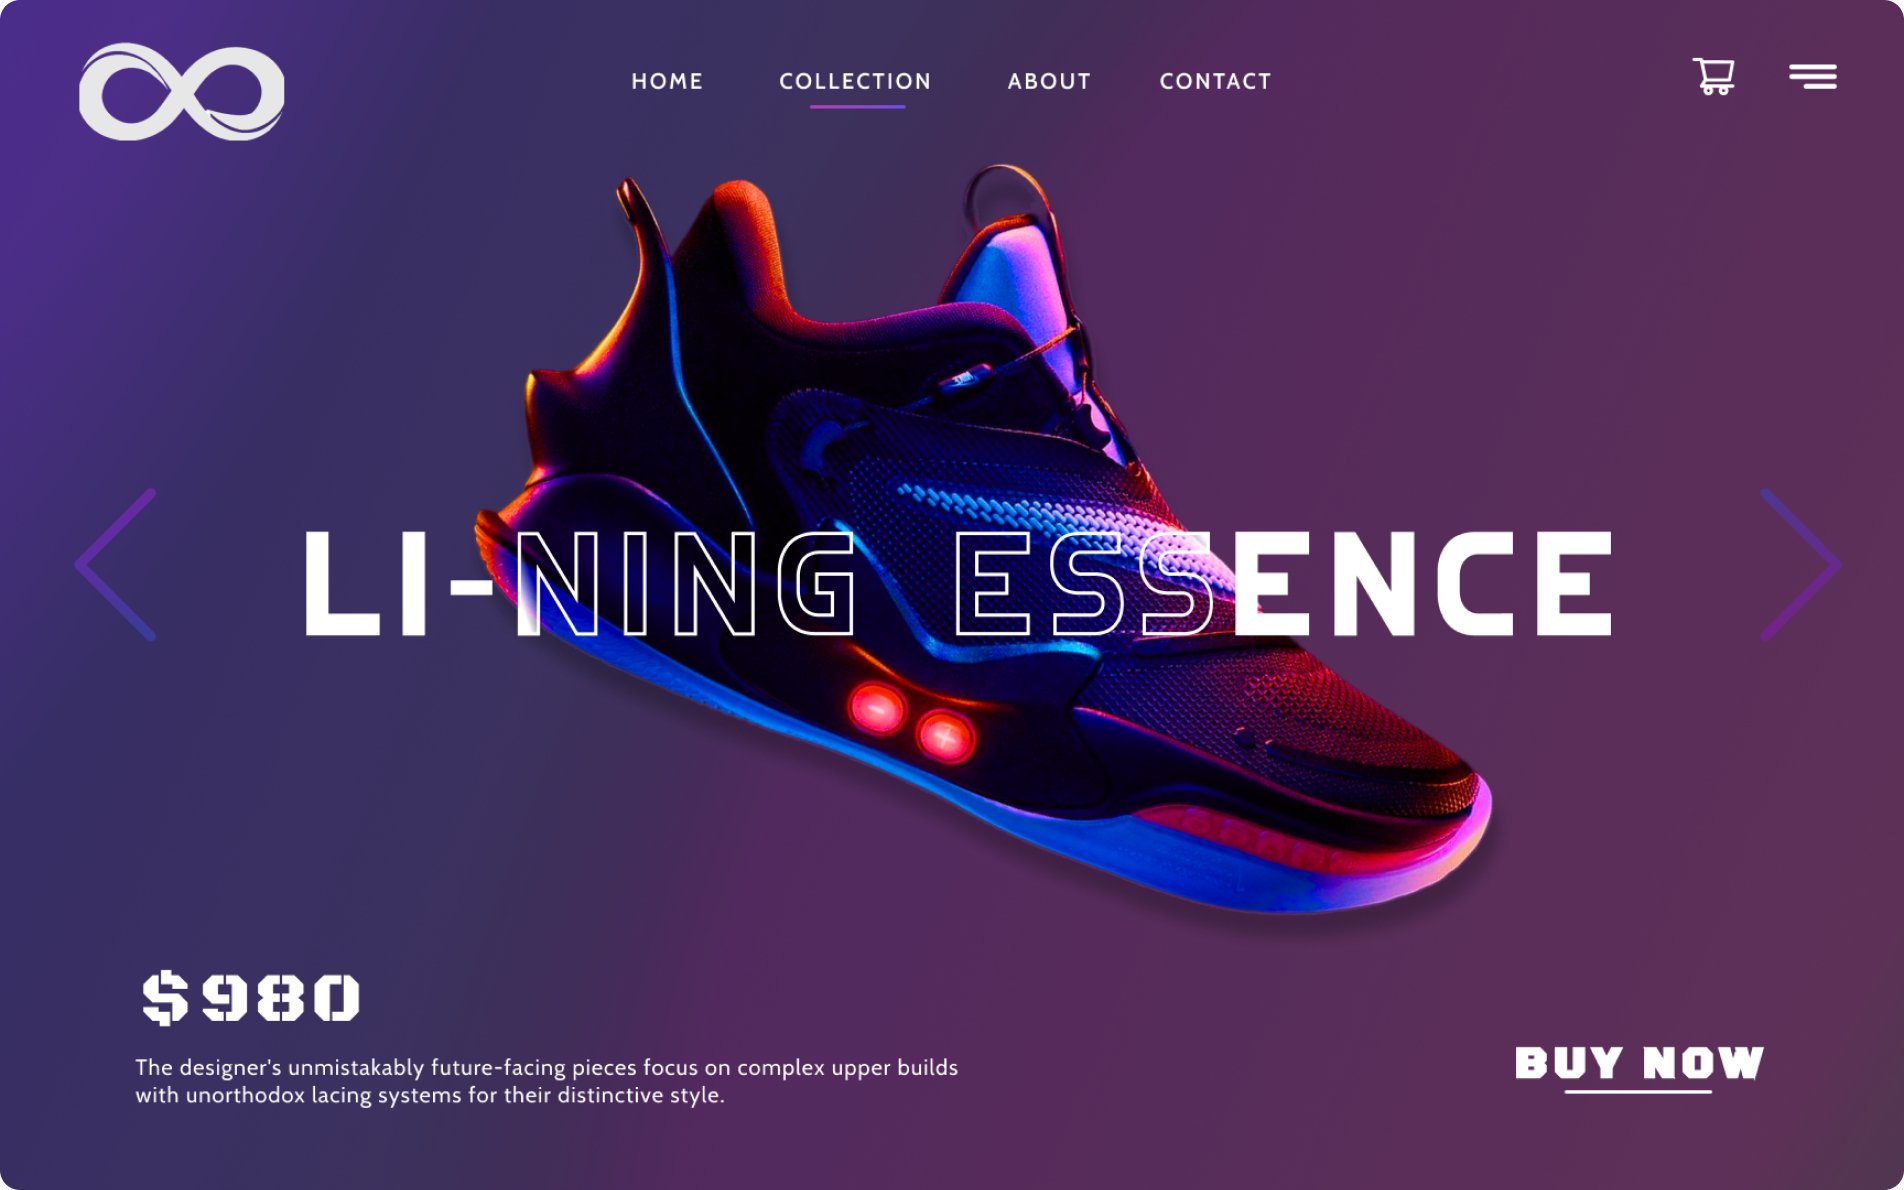 HOME COLLECTION ABOUT CONTACT
LI-NING ESSENCE
$980
The designer's unmistakably future-facing pieces focus on complex upper builds
with unorthodox lacing systems for their distinctive style.
BUY NOW